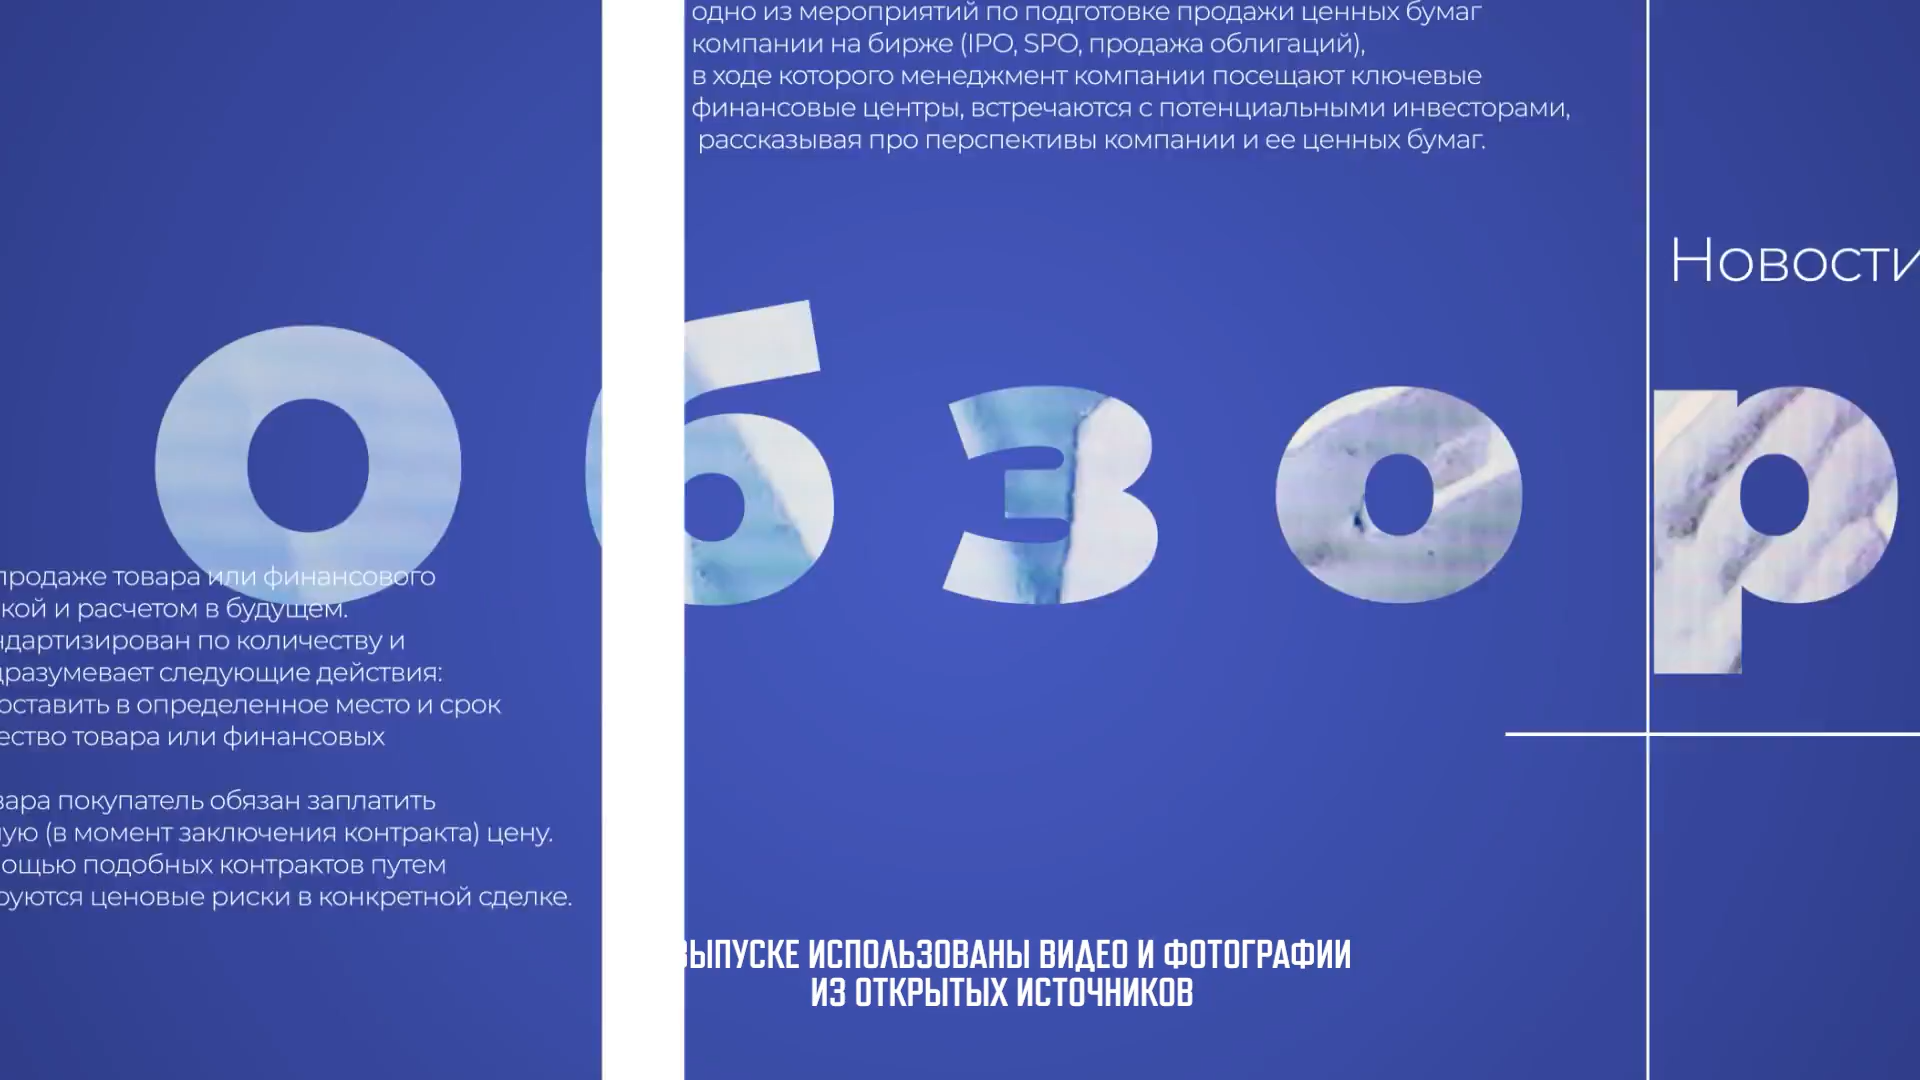 одно из мероприятий по подготовке продажи ценных бумаг
компании на бирже (IPO, SPO, продажа облигаций),
в ходе которого менеджмент компании посещают ключевые
финансовые центры, встречаются с потенциальными инвесторами,
рассказывая про перспективы компании и ее ценных бумаг.
Новости
Обзор
продаже товара или финансового
кой и расчетом в будущем.
ндартизирован по количеству и
дразумевает следующие действия:
оставить в определенное место и срок
ество товара или финансовых
вара покупатель обязан заплатить
ную (в момент заключения контракта) цену.
ощью подобных контрактов путем
руются ценовые риски в конкретной сделке.
ВЫПУСКЕ ИСПОЛЬЗОВАНЫ ВИДЕО И ФОТОГРАФИИ
ИЗ ОТКРЫТЫХ ИСТОЧНИКОВ